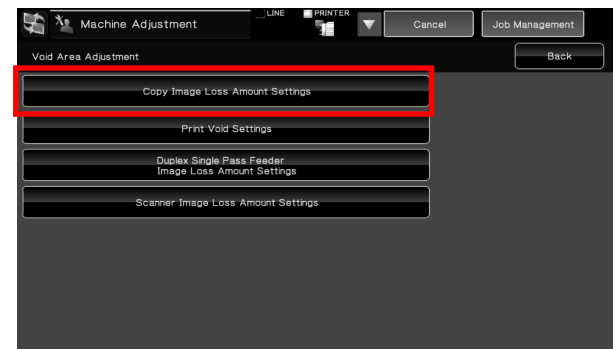 LINE PRINTER
Machine Adjustment Cancel Job Management
Void Area Adjustment Back
Copy Image Loss Amount Settings
Print Void Settings
Duplex Single Pass Feeder
Image Loss Amount Settings
Scanner Image Loss Amount Settings